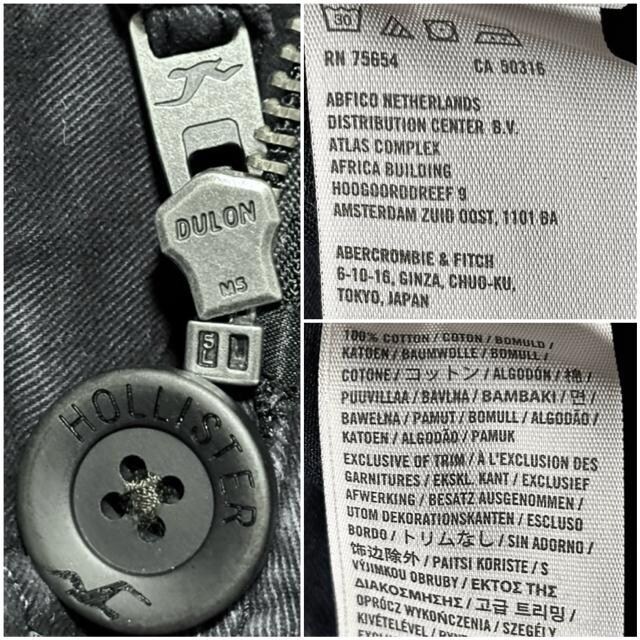 DULON
M5
5
HOLLISTER
30
RN 75654 CA 50316
ABFICO NETHERLANDS
DISTRIBUTION CENTER B.V.
ATLAS COMPLEX
AFRICA BUILDING
HOOGOORDDREEF 9
AMSTERDAM ZUID OOST, 1101 BA
ABERCROMBIE & FITCH
6-10-16, GINZA, CHUO-KU,
TOKYO, JAPAN
100% COTTON / COTON / BOMULD /
KATOEN / BAUMWOLLE / BOMULL /
COTONE / コットン / ALGODÓN / 棉 /
PUUVILLAA / BAVLNA / ΒΑΜΒΑΚΙ / 면 /
BAWEŁNA / PAMUT / BOMULL / ALGODÃO /
KATOEN / ALGODÃO / PAMUK
EXCLUSIVE OF TRIM / À L'EXCLUSION DES
GARNITURES / EKSKL. KANT / EXCLUSIEF
AFWERKING / BESATZ AUSGENOMMEN /
UTOM DEKORATIONSKANTEN / ESCLUSO
BORDO / トリムなし / SIN ADORNO /
饰边除外 / PAITSI KORISTE / S
VÝJIMKOU OBRUBY / ΕΚΤΟΣ ΤΗΣ
ΔΙΑΚΟΣΜΗΣΗΣ / 고급 트리밍 /
OPRÓCZ WYKOŃCZENIA / SZEGÉLY
KIVÉTELÉVEL /